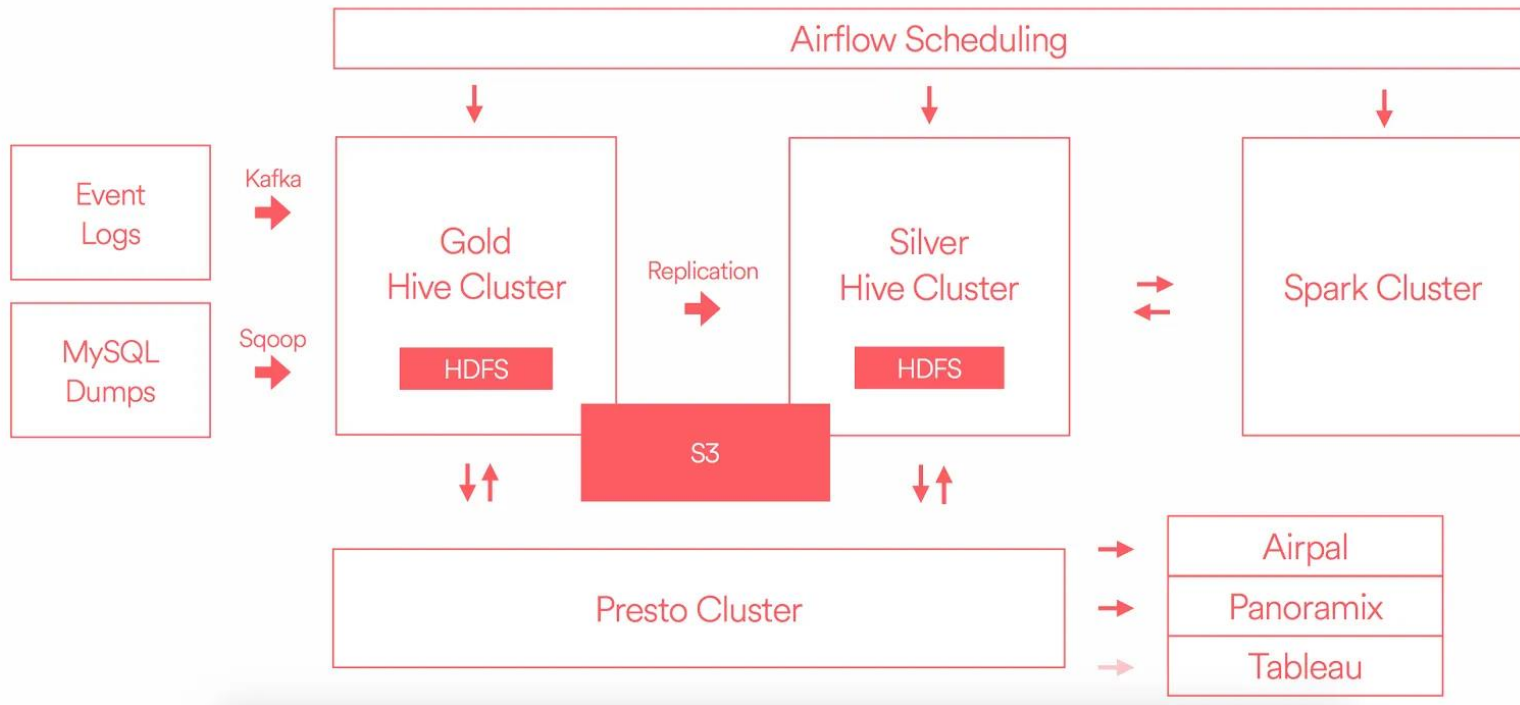 Airflow Scheduling
Event
Logs
Kafka
MySQL
Dumps
Sqoop
Gold
Hive Cluster
HDFS
Replication
S3
Silver
Hive Cluster
HDFS
Spark Cluster
Presto Cluster
Airpal
Panoramix
Tableau